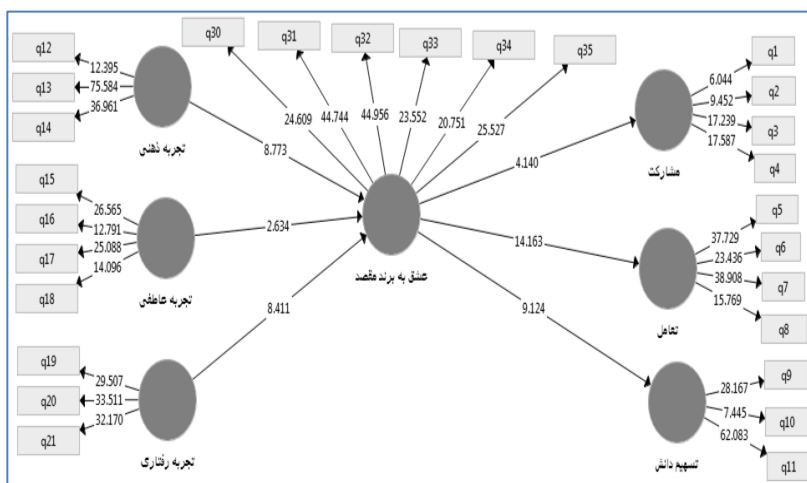 q30
q31
q32
q33
q34
q35
q12
q13
q14
12.395
75.584
36.961
تجربه ذهنی
24.609
44.744
44.956
23.552
20.751
25.527
8.773
q15
q16
q17
q18
26.565
12.791
25.088
14.096
تجربه عاطفی
2.634
عشق به برند مقصد
q19
q20
q21
29.507
33.511
32.170
تجربه رفتاری
8.411
4.140
14.163
9.124
q1
q2
q3
q4
6.044
9.452
17.239
17.587
مشارکت
q5
q6
q7
q8
37.729
23.436
38.908
15.769
تعامل
q9
q10
q11
28.167
7.445
62.083
تسهیم دانش